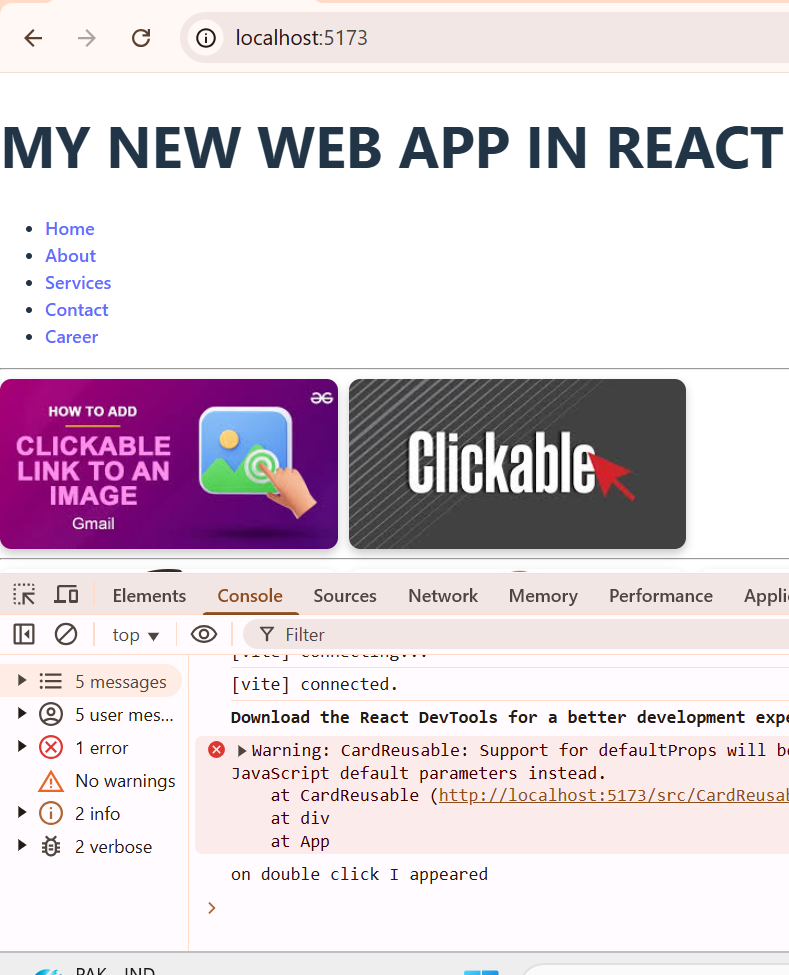 localhost:5173
MY NEW WEB APP IN REACT
Home
About
Services
Contact
Career
HOW TO ADD
CLICKABLE
LINK TO AN
IMAGE
Gmail
Clickable
Elements Console Sources Network Memory Performance Appli
top Filter
5 messages
5 user mes...
1 error
No warnings
2 info
2 verbose
[vite] connecting...
[vite] connected.
Download the React DevTools for a better development expe
Warning: CardReusable: Support for defaultProps will be
JavaScript default parameters instead.
at CardReusable (http://localhost:5173/src/CardReusab
at div
at App
on double click I appeared
PAK - IND